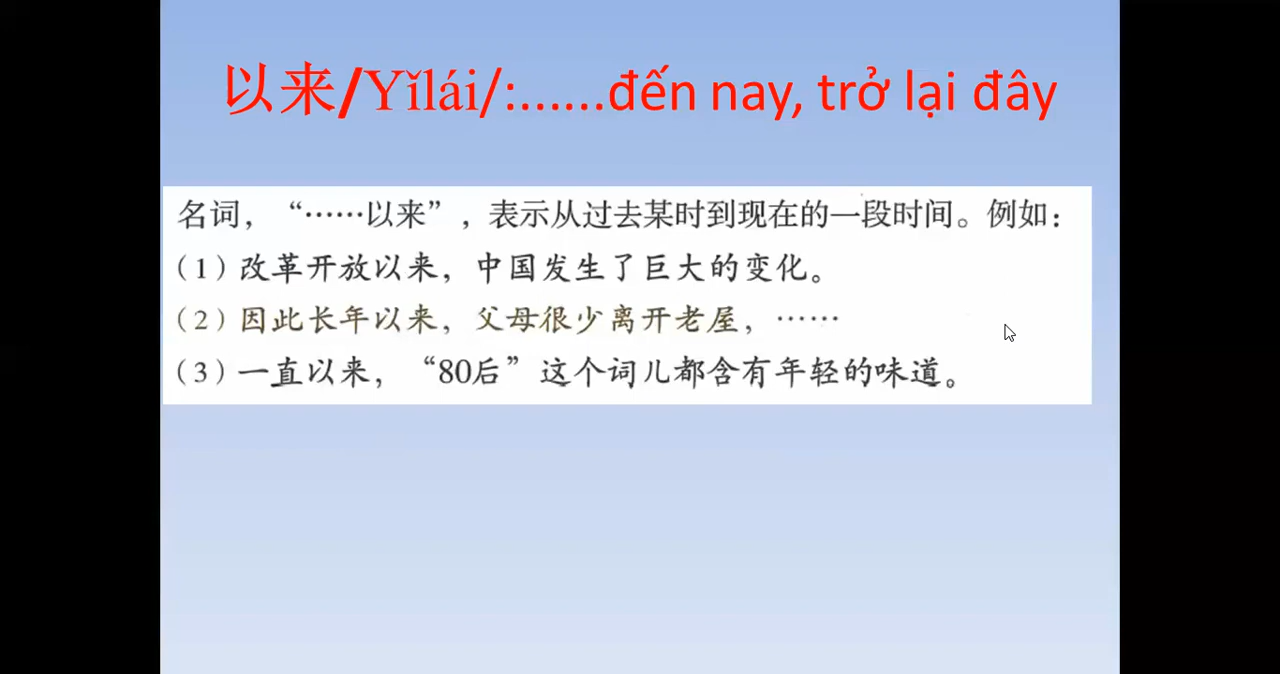 以来/Yǐlái/:......đến nay, trở lại đây
名词，“……以来”，表示从过去某时到现在的一段时间。例如：
（1）改革开放以来，中国发生了巨大的变化。
（2）因此长年以来，父母很少离开老屋，……
（3）一直以来，“80后”这个词儿都含有年轻的味道。